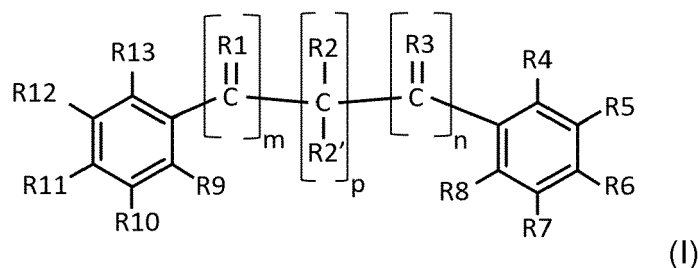 R1 R2 R3
R13 R4
R12 C C C R5
m R2' n
R11 R9 p R8 R6
R10 R7
(I)